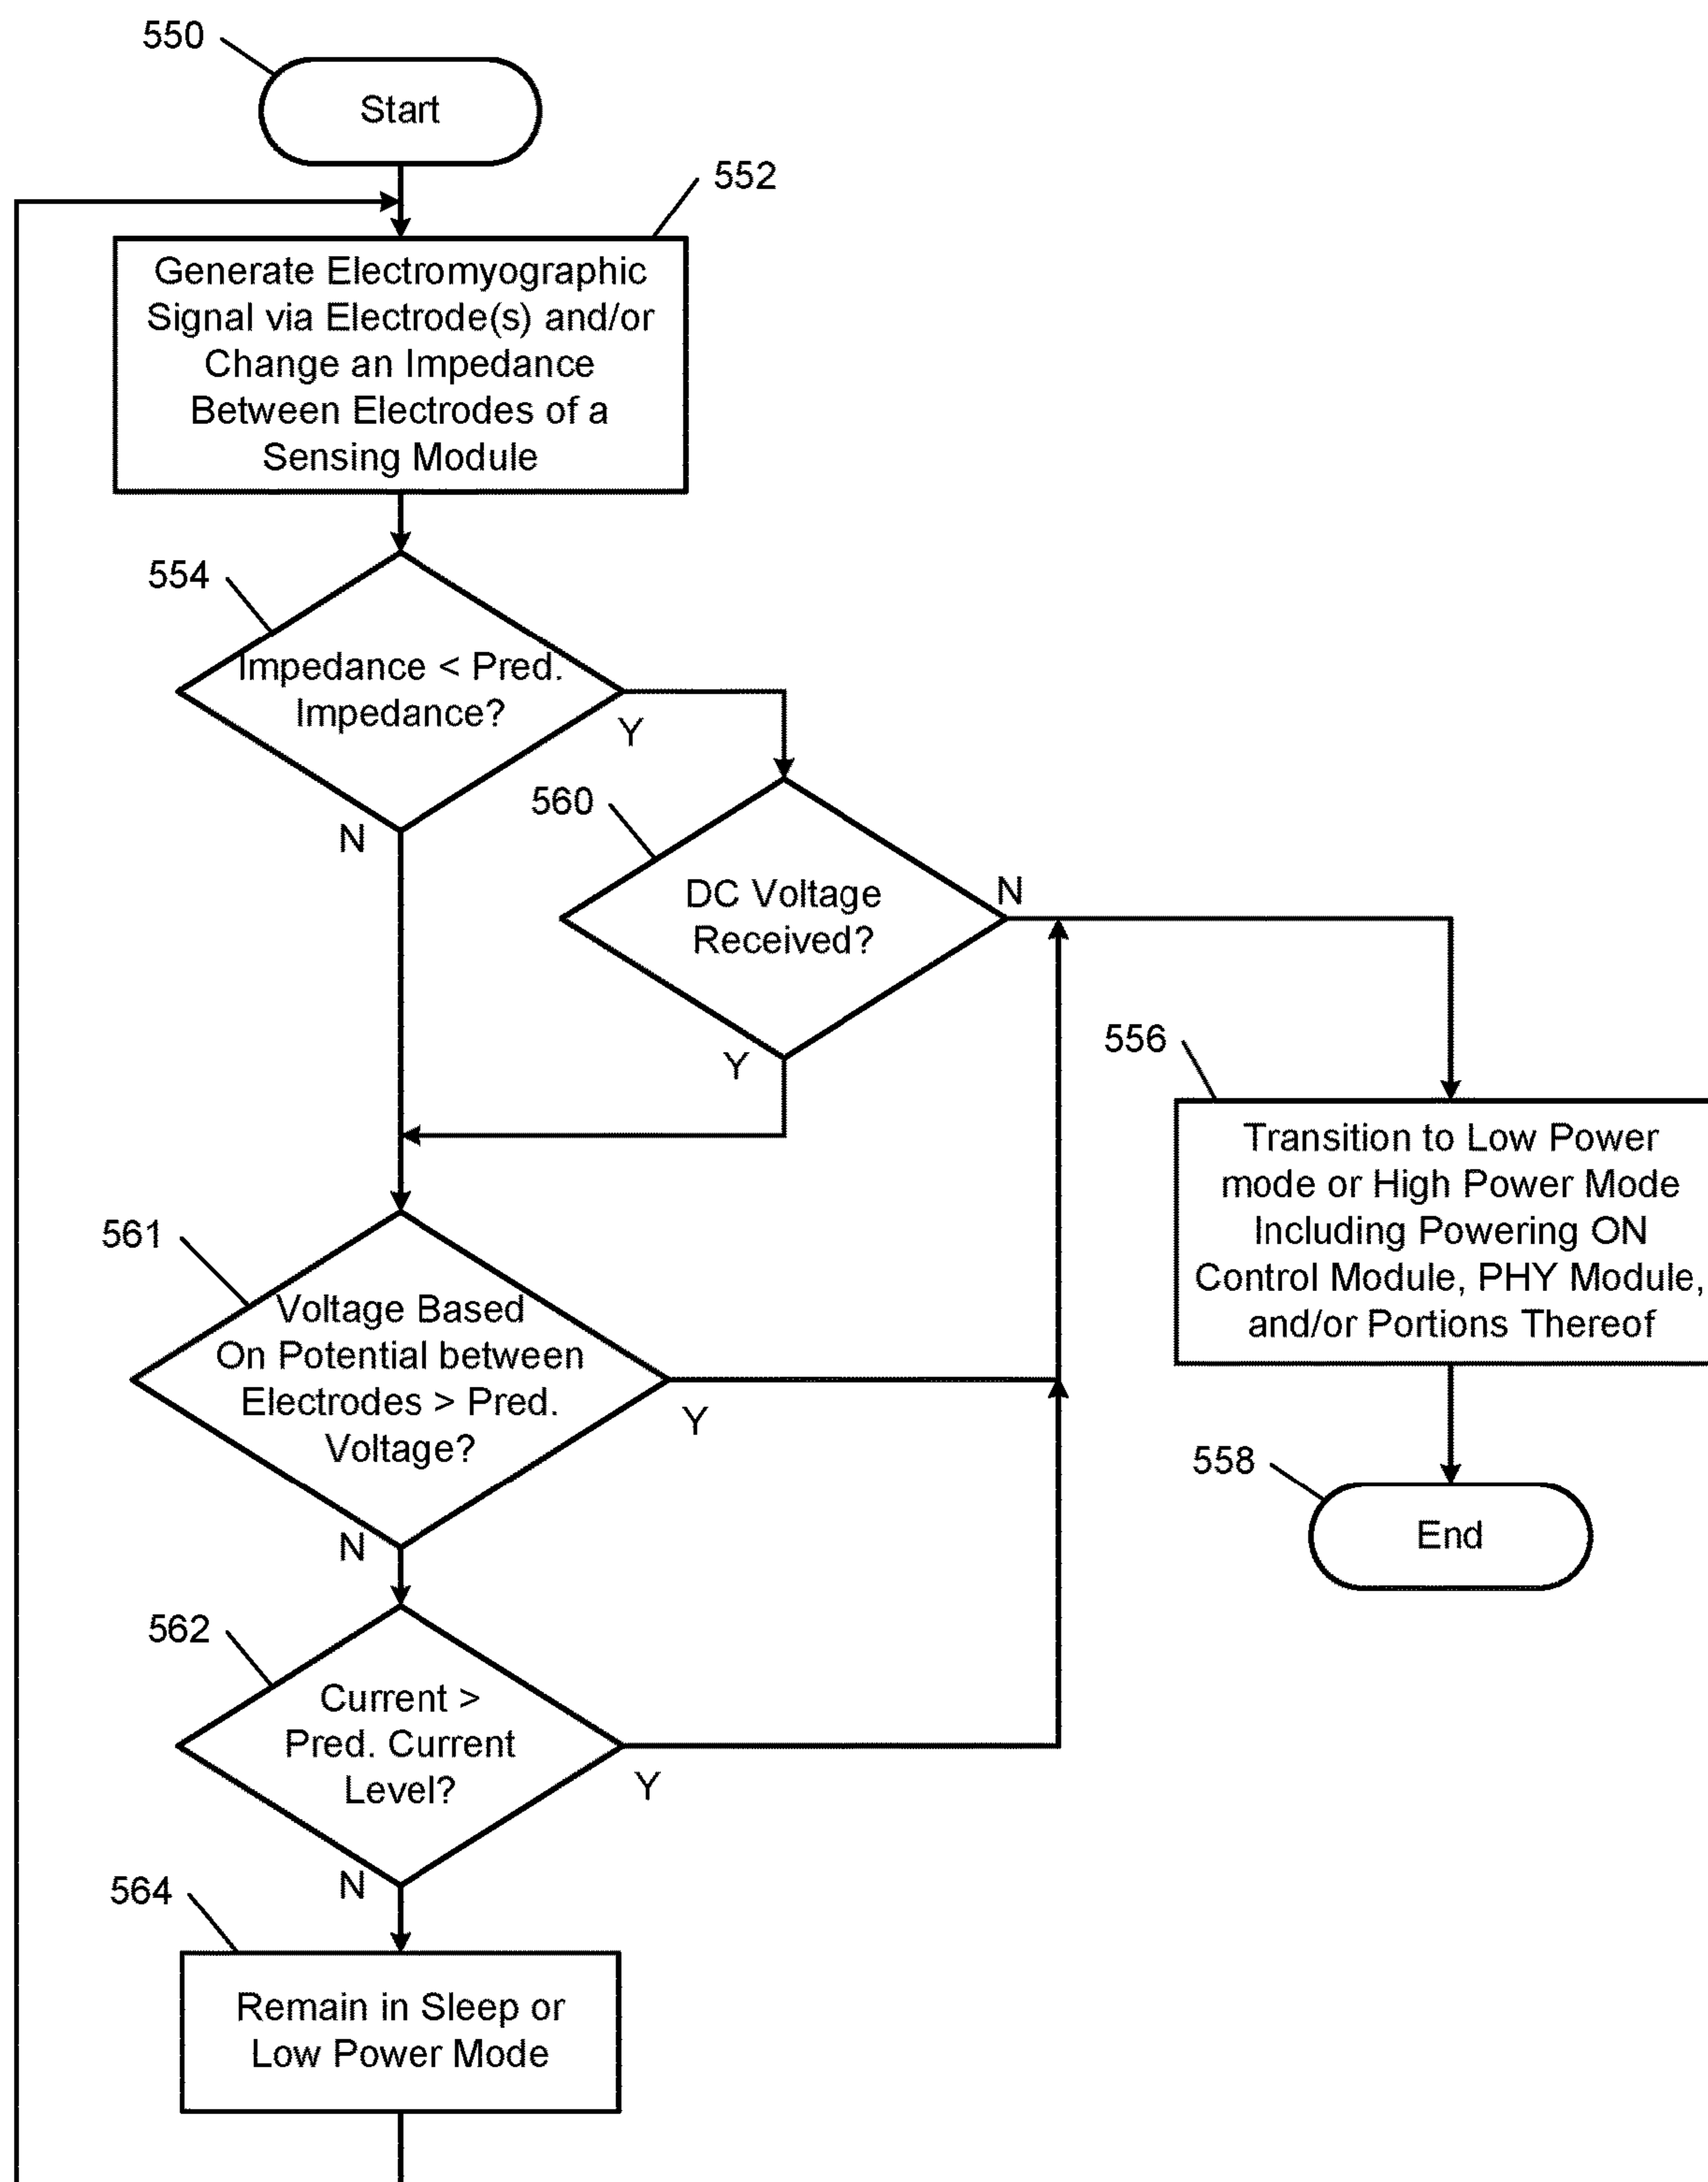 550
Start
552
Generate Electromyographic
Signal via Electrode(s) and/or
Change an Impedance
Between Electrodes of a
Sensing Module
554
Impedance < Pred.
Impedance?
Y
N
560
DC Voltage
Received?
N
Y
556
Transition to Low Power
mode or High Power Mode
Including Powering ON
Control Module, PHY Module,
and/or Portions Thereof
561
Voltage Based
On Potential between
Electrodes > Pred.
Voltage?
Y
N
558
End
562
Current >
Pred. Current
Level?
Y
N
564
Remain in Sleep or
Low Power Mode